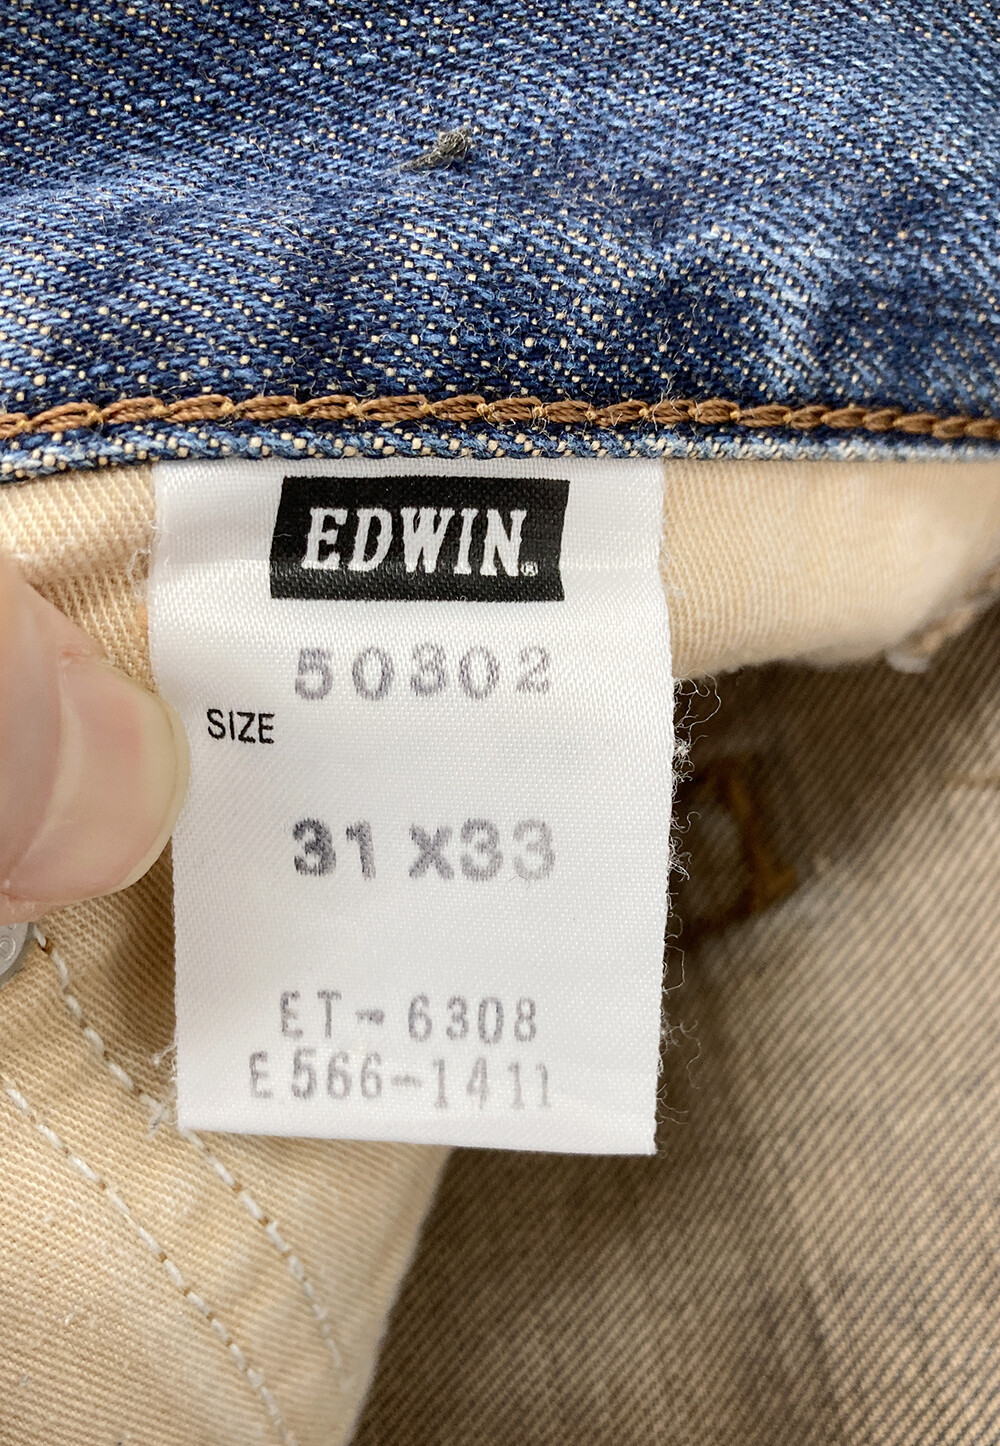 EDWIN®
50302
SIZE
31 x33
ET-6308
E566-1411